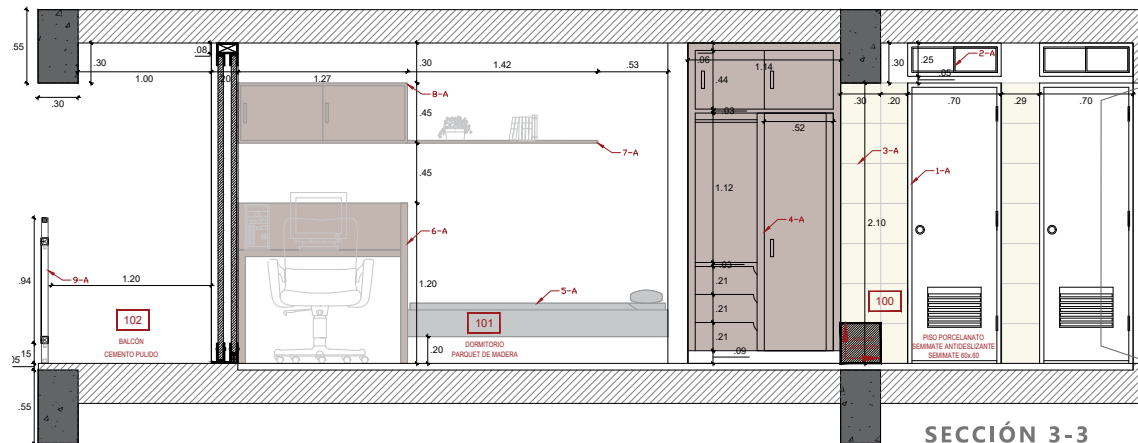 .55
.30
1.00
.30
.08
.20
1.27
.30
1.42
.53
8-A
.45
7-A
.45
6-A
1.20
5-A
.20
.06
1.14
.44
.03
.52
1.12
4-A
.03
.21
.21
.21
.09
.30
.20
.30
.25
.05
2-A
.70
.29
.70
3-A
1-A
2.10
.94
9-A
1.20
.15
.05
.55
102
BALCÓN
CEMENTO PULIDO
101
DORMITORIO
PARQUET DE MADERA
100
PISO PORCELANATO
SEMIMATE ANTIDESLIZANTE
SEMIMATE 60x.60
SECCIÓN 3-3